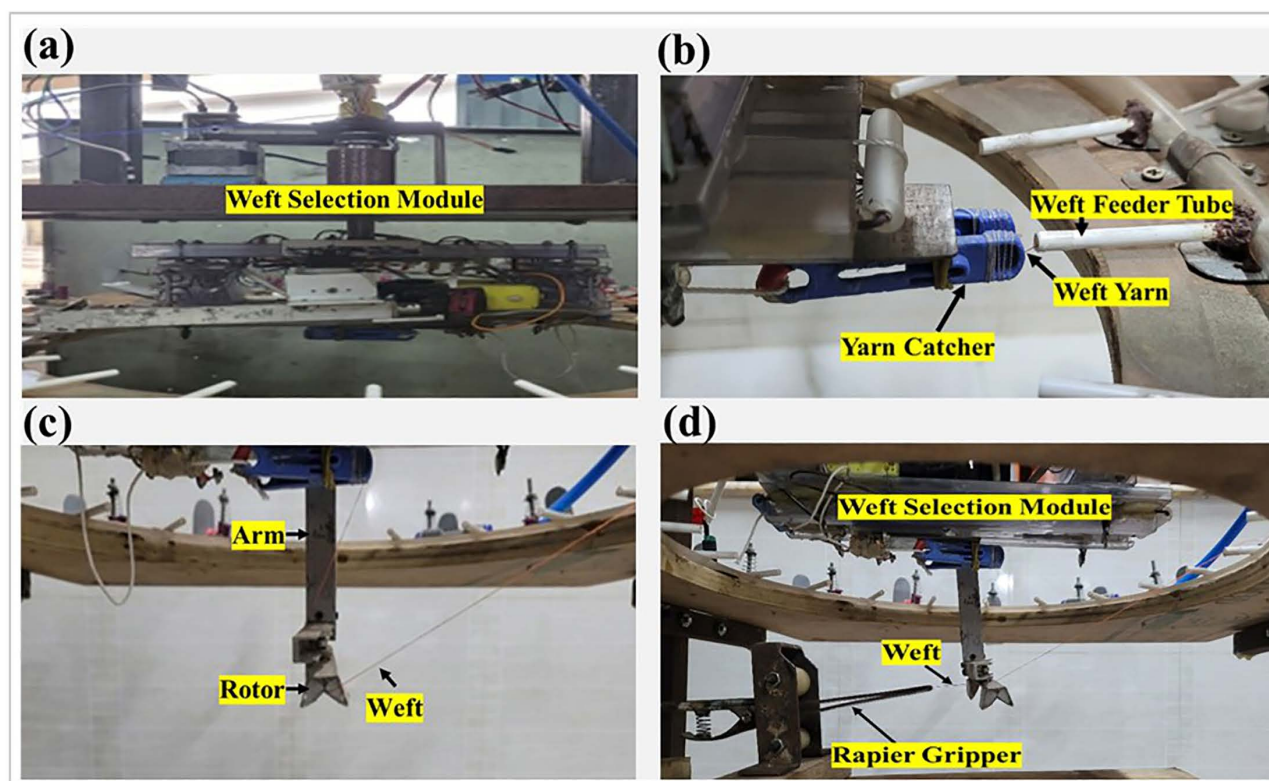 (a)
Weft Selection Module
(b)
Weft Feeder Tube
Weft Yarn
Yarn Catcher
(c)
Arm
Rotor
Weft
(d)
Weft Selection Module
Weft
Rapier Gripper